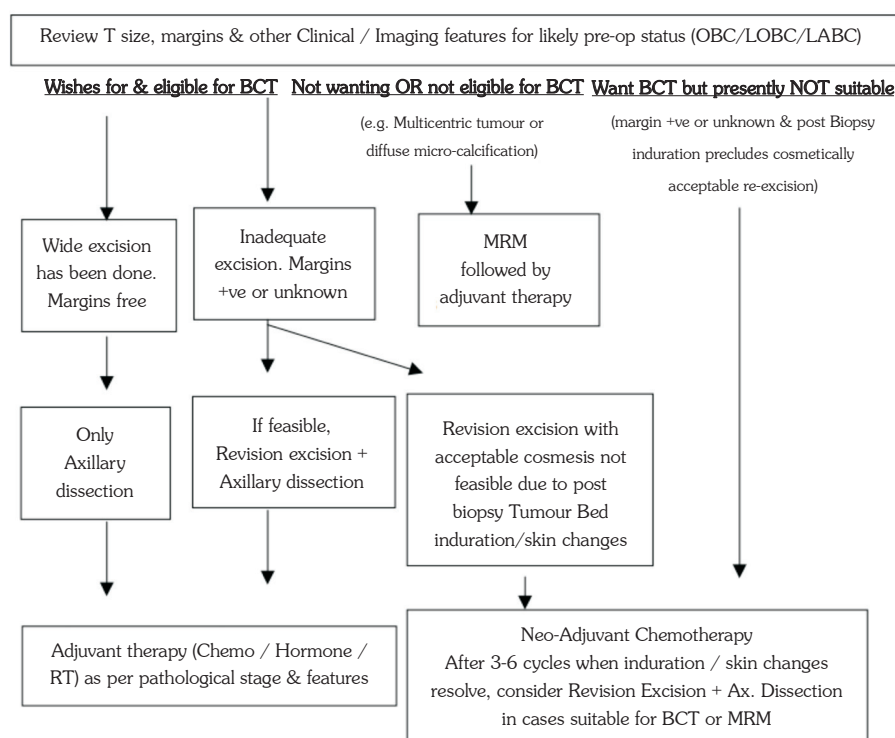 Review T size, margins & other Clinical / Imaging features for likely pre-op status (OBC/LOBC/LABC)
Wishes for & eligible for BCT
Not wanting OR not eligible for BCT
Want BCT but presently NOT suitable
(e.g. Multicentric tumour or
diffuse micro-calcification)
(margin +ve or unknown & post Biopsy
induration precludes cosmetically
acceptable re-excision)
Wide excision
has been done.
Margins free
Inadequate
excision. Margins
+ve or unknown
MRM
followed by
adjuvant therapy
Only
Axillary
dissection
If feasible,
Revision excision +
Axillary dissection
Revision excision with
acceptable cosmesis not
feasible due to post
biopsy Tumour Bed
induration/skin changes
Adjuvant therapy (Chemo / Hormone /
RT) as per pathological stage & features
Neo-Adjuvant Chemotherapy
After 3-6 cycles when induration / skin changes
resolve, consider Revision Excision + Ax. Dissection
in cases suitable for BCT or MRM